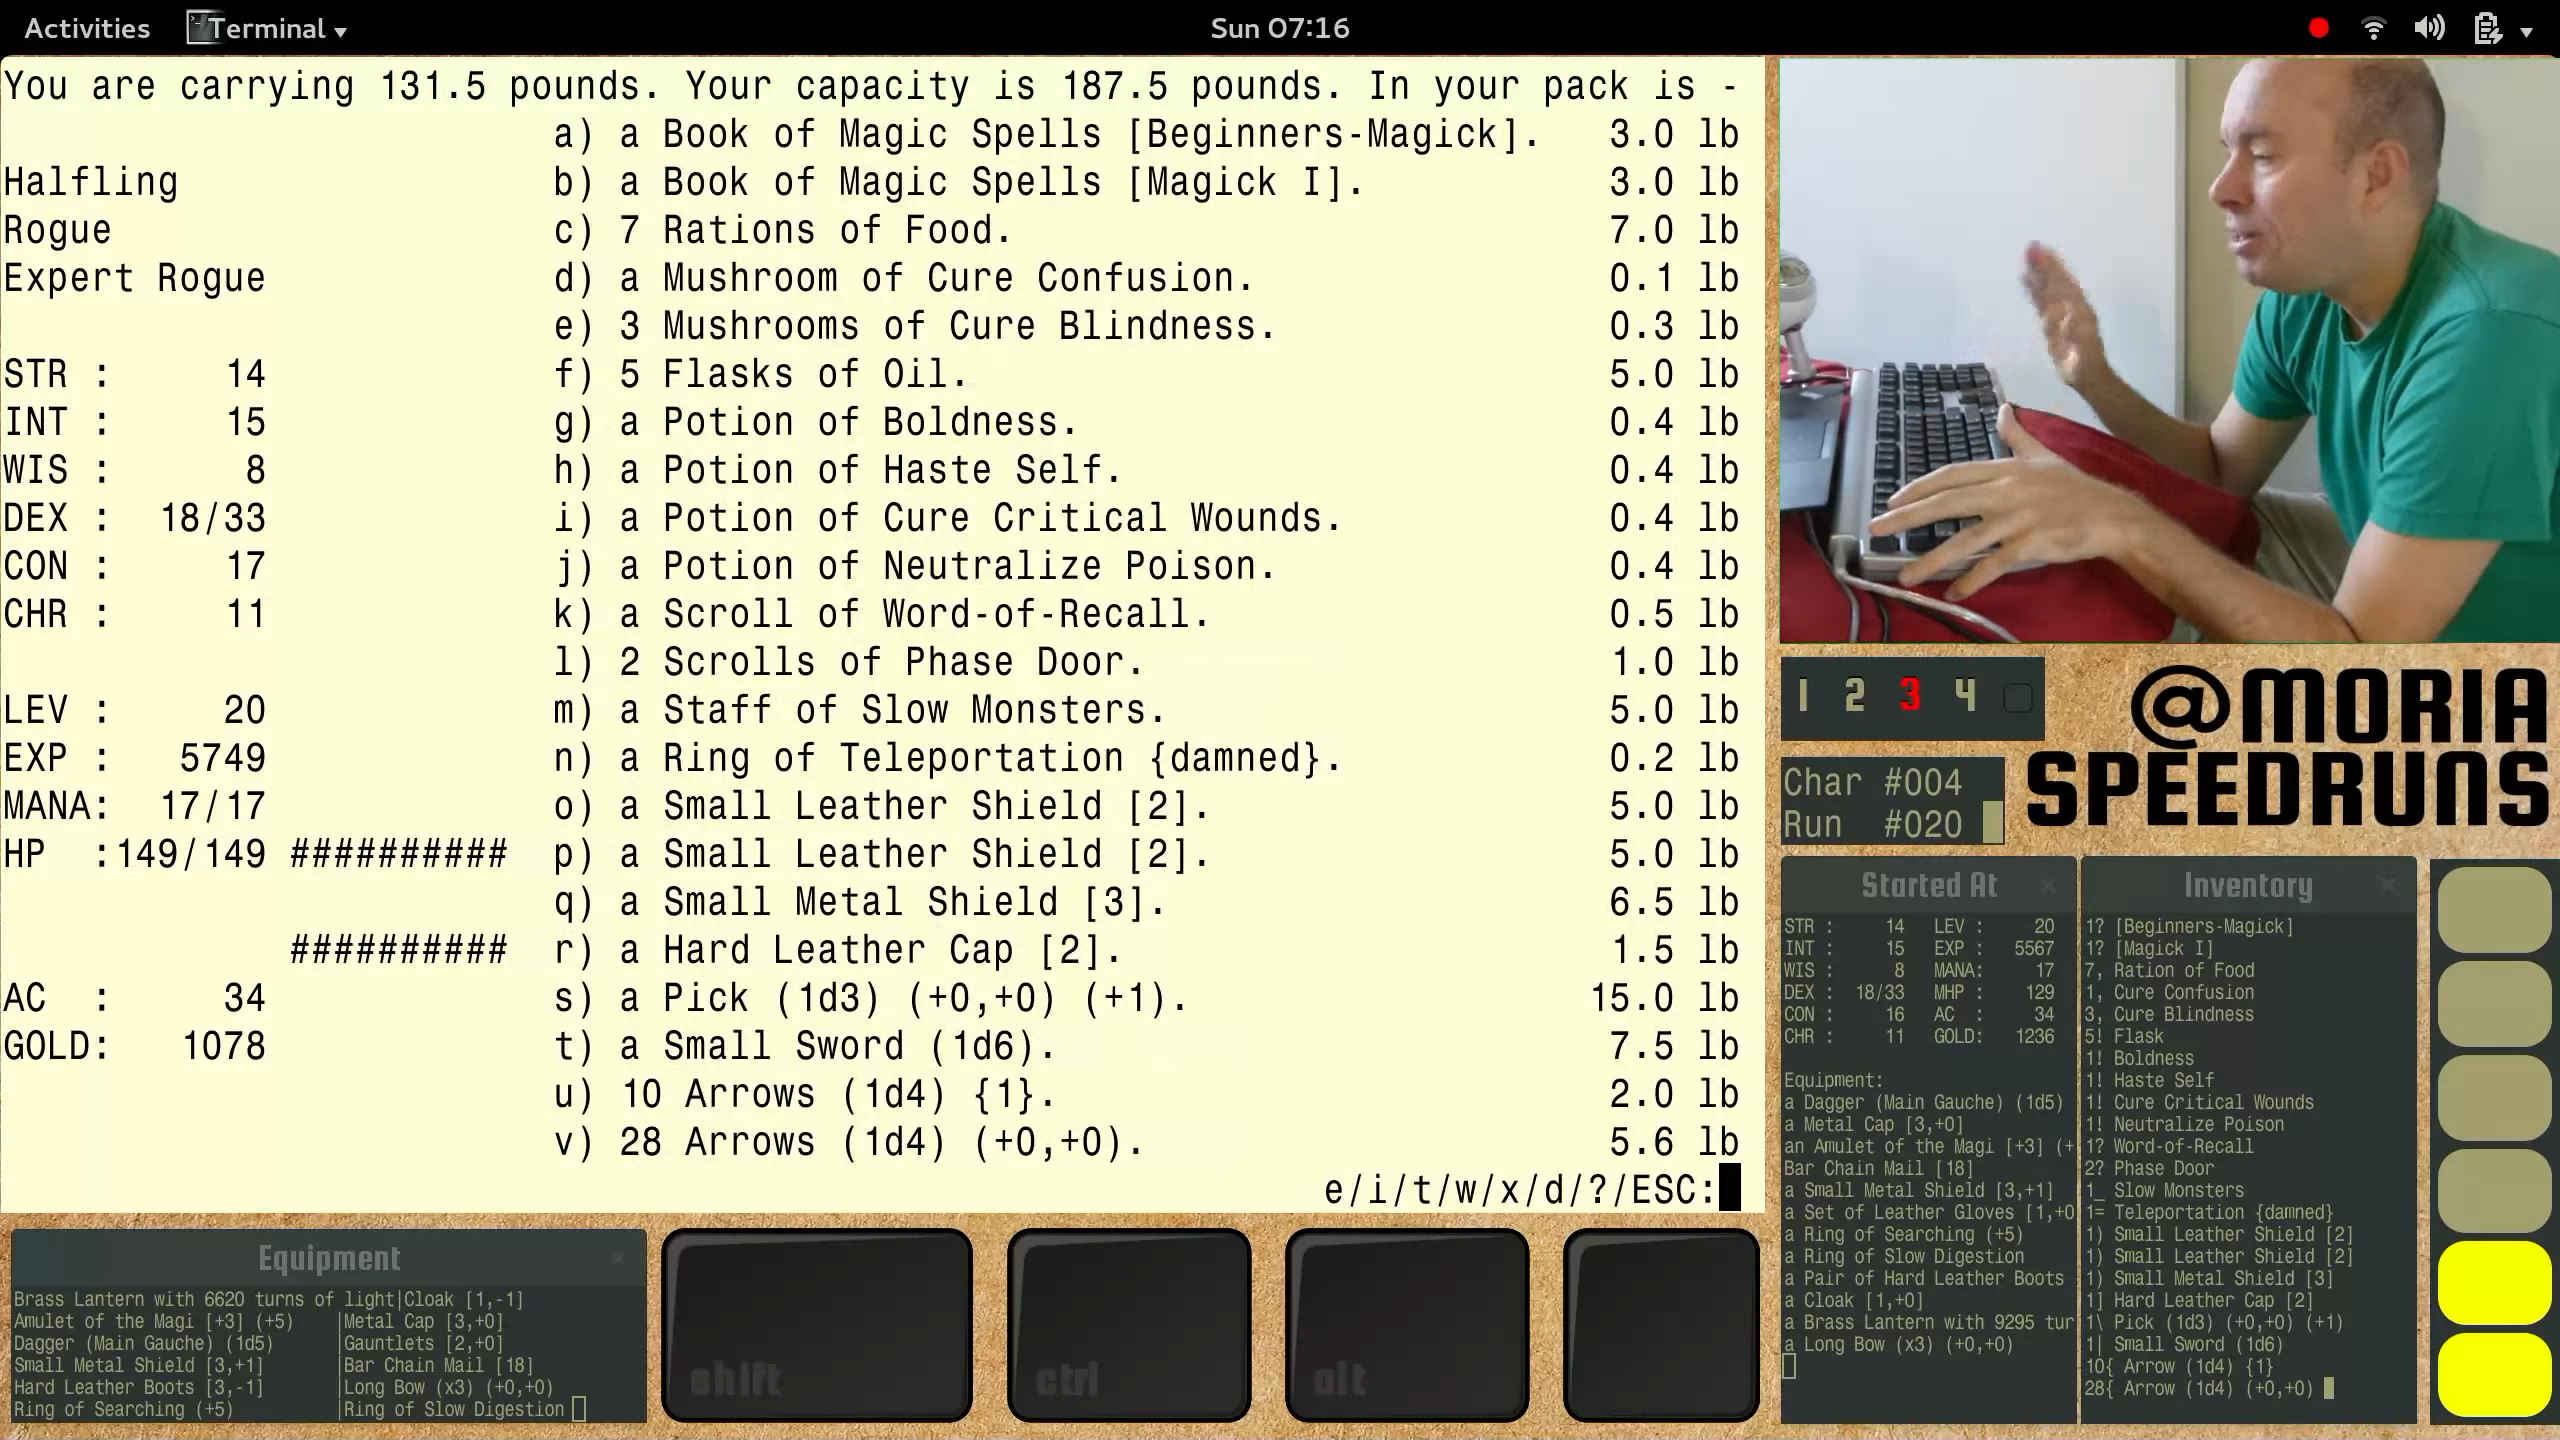 Activities Terminal Sun 07:16
You are carrying 131.5 pounds. Your capacity is 187.5 pounds. In your pack is -
a) a Book of Magic Spells [Beginners-Magick]. 3.0 lb
Halfling b) a Book of Magic Spells [Magick I]. 3.0 lb
Rogue c) 7 Rations of Food. 7.0 lb
Expert Rogue d) a Mushroom of Cure Confusion. 0.1 lb
e) 3 Mushrooms of Cure Blindness. 0.3 lb
STR : 14 f) 5 Flasks of Oil. 5.0 lb
INT : 15 g) a Potion of Boldness. 0.4 lb
WIS : 8 h) a Potion of Haste Self. 0.4 lb
DEX : 18/33 i) a Potion of Cure Critical Wounds. 0.4 lb
CON : 17 j) a Potion of Neutralize Poison. 0.4 lb
CHR : 11 k) a Scroll of Word-of-Recall. 0.5 lb
l) 2 Scrolls of Phase Door. 1.0 lb
LEV : 20 m) a Staff of Slow Monsters. 5.0 lb
EXP : 5749 n) a Ring of Teleportation {damned}. 0.2 lb
MANA: 17/17 o) a Small Leather Shield [2]. 5.0 lb
HP :149/149 ########## p) a Small Leather Shield [2]. 5.0 lb
q) a Small Metal Shield [3]. 6.5 lb
########## r) a Hard Leather Cap [2]. 1.5 lb
AC : 34 s) a Pick (1d3) (+0,+0) (+1). 15.0 lb
GOLD: 1078 t) a Small Sword (1d6). 7.5 lb
u) 10 Arrows (1d4) {1}. 2.0 lb
v) 28 Arrows (1d4) (+0,+0). 5.6 lb
e/i/t/w/x/d/?/ESC:
1 2 3 4
@MORIA
SPEEDRUNS
Char #004
Run #020
Started At
STR : 14 LEV : 20
INT : 15 EXP : 5567
WIS : 8 MANA: 17
DEX : 18/33 MHP : 129
CON : 16 AC : 34
CHR : 11 GOLD: 1236
Equipment:
a Dagger (Main Gauche) (1d5)
a Metal Cap [3,+0]
an Amulet of the Magi [+3] (+
Bar Chain Mail [18]
a Small Metal Shield [3,+1]
a Set of Leather Gloves [1,+0
a Ring of Searching (+5)
a Ring of Slow Digestion
a Pair of Hard Leather Boots
a Cloak [1,+0]
a Brass Lantern with 9295 tur
a Long Bow (x3) (+0,+0)
Inventory
1? [Beginners-Magick]
1? [Magick I]
7, Ration of Food
1, Cure Confusion
3, Cure Blindness
5! Flask
1! Boldness
1! Haste Self
1! Cure Critical Wounds
1! Neutralize Poison
1? Word-of-Recall
2? Phase Door
1_ Slow Monsters
1= Teleportation {damned}
1) Small Leather Shield [2]
1) Small Leather Shield [2]
1) Small Metal Shield [3]
1] Hard Leather Cap [2]
1\ Pick (1d3) (+0,+0) (+1)
1| Small Sword (1d6)
10{ Arrow (1d4) {1}
28{ Arrow (1d4) (+0,+0)
Equipment
Brass Lantern with 6620 turns of light|Cloak [1,-1]
Amulet of the Magi [+3] (+5) |Metal Cap [3,+0]
Dagger (Main Gauche) (1d5) |Gauntlets [2,+0]
Small Metal Shield [3,+1] |Bar Chain Mail [18]
Hard Leather Boots [3,-1] |Long Bow (x3) (+0,+0)
Ring of Searching (+5) |Ring of Slow Digestion
shift ctrl alt